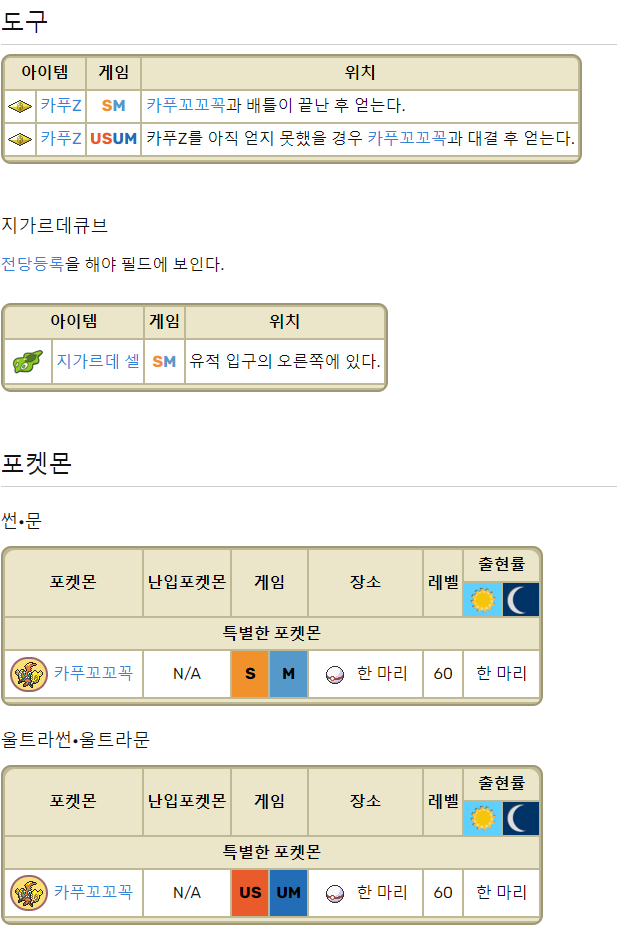 도구
아이템 게임 위치
카푸Z SM 카푸꼬꼬꼭과 배틀이 끝난 후 얻는다.
카푸Z USUM 카푸Z를 아직 얻지 못했을 경우 카푸꼬꼬꼭과 대결 후 얻는다.
지가르데큐브
전당등록을 해야 필드에 보인다.
아이템 게임 위치
지가르데 셀 SM 유적 입구의 오른쪽에 있다.
포켓몬
썬•문
포켓몬 난입포켓몬 게임 장소 레벨 출현률
특별한 포켓몬
카푸꼬꼬꼭 N/A S M 한 마리 60 한 마리
울트라썬•울트라문
포켓몬 난입포켓몬 게임 장소 레벨 출현률
특별한 포켓몬
카푸꼬꼬꼭 N/A US UM 한 마리 60 한 마리